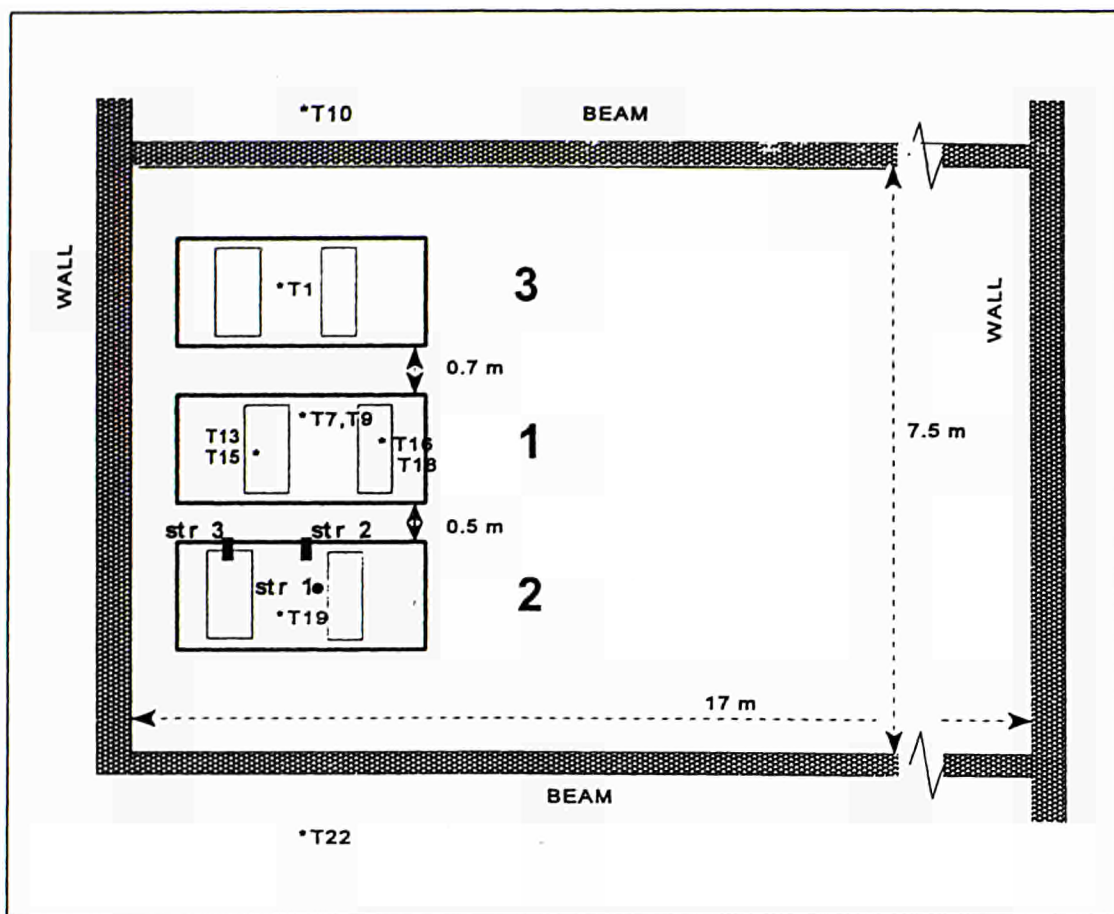 *T10
BEAM
WALL
WALL
*T1
3
0.7 m
*T7,T9
T13
T15 *
*T16
T18
1
7.5 m
0.5 m
str 3
str 2
str 1
*T19
2
17 m
BEAM
*T22